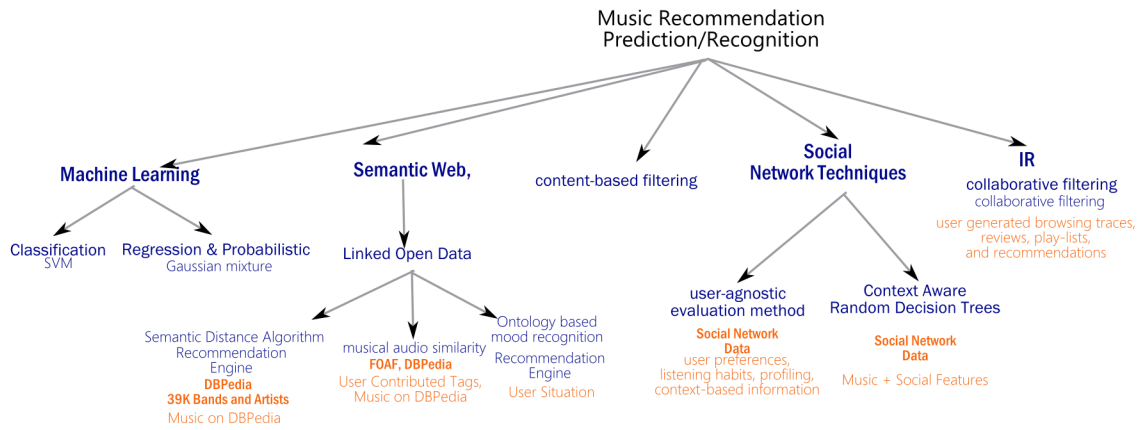 Music Recommendation
Prediction/Recognition
Machine Learning
Classification
SVM
Regression & Probabilistic
Gaussian mixture
Semantic Web,
Linked Open Data
Semantic Distance Algorithm
Recommendation
Engine
DBPedia
39K Bands and Artists
Music on DBPedia
musical audio similarity
FOAF, DBPedia
User Contributed Tags,
Music on DBPedia
Ontology based
mood recognition
Recommendation
Engine
User Situation
content-based filtering
Social
Network Techniques
user-agnostic
evaluation method
Social Network
Data
user preferences,
listening habits, profiling,
context-based information
Context Aware
Random Decision Trees
Social Network
Data
Music + Social Features
IR
collaborative filtering
collaborative filtering
user generated browsing traces,
reviews, play-lists,
and recommendations